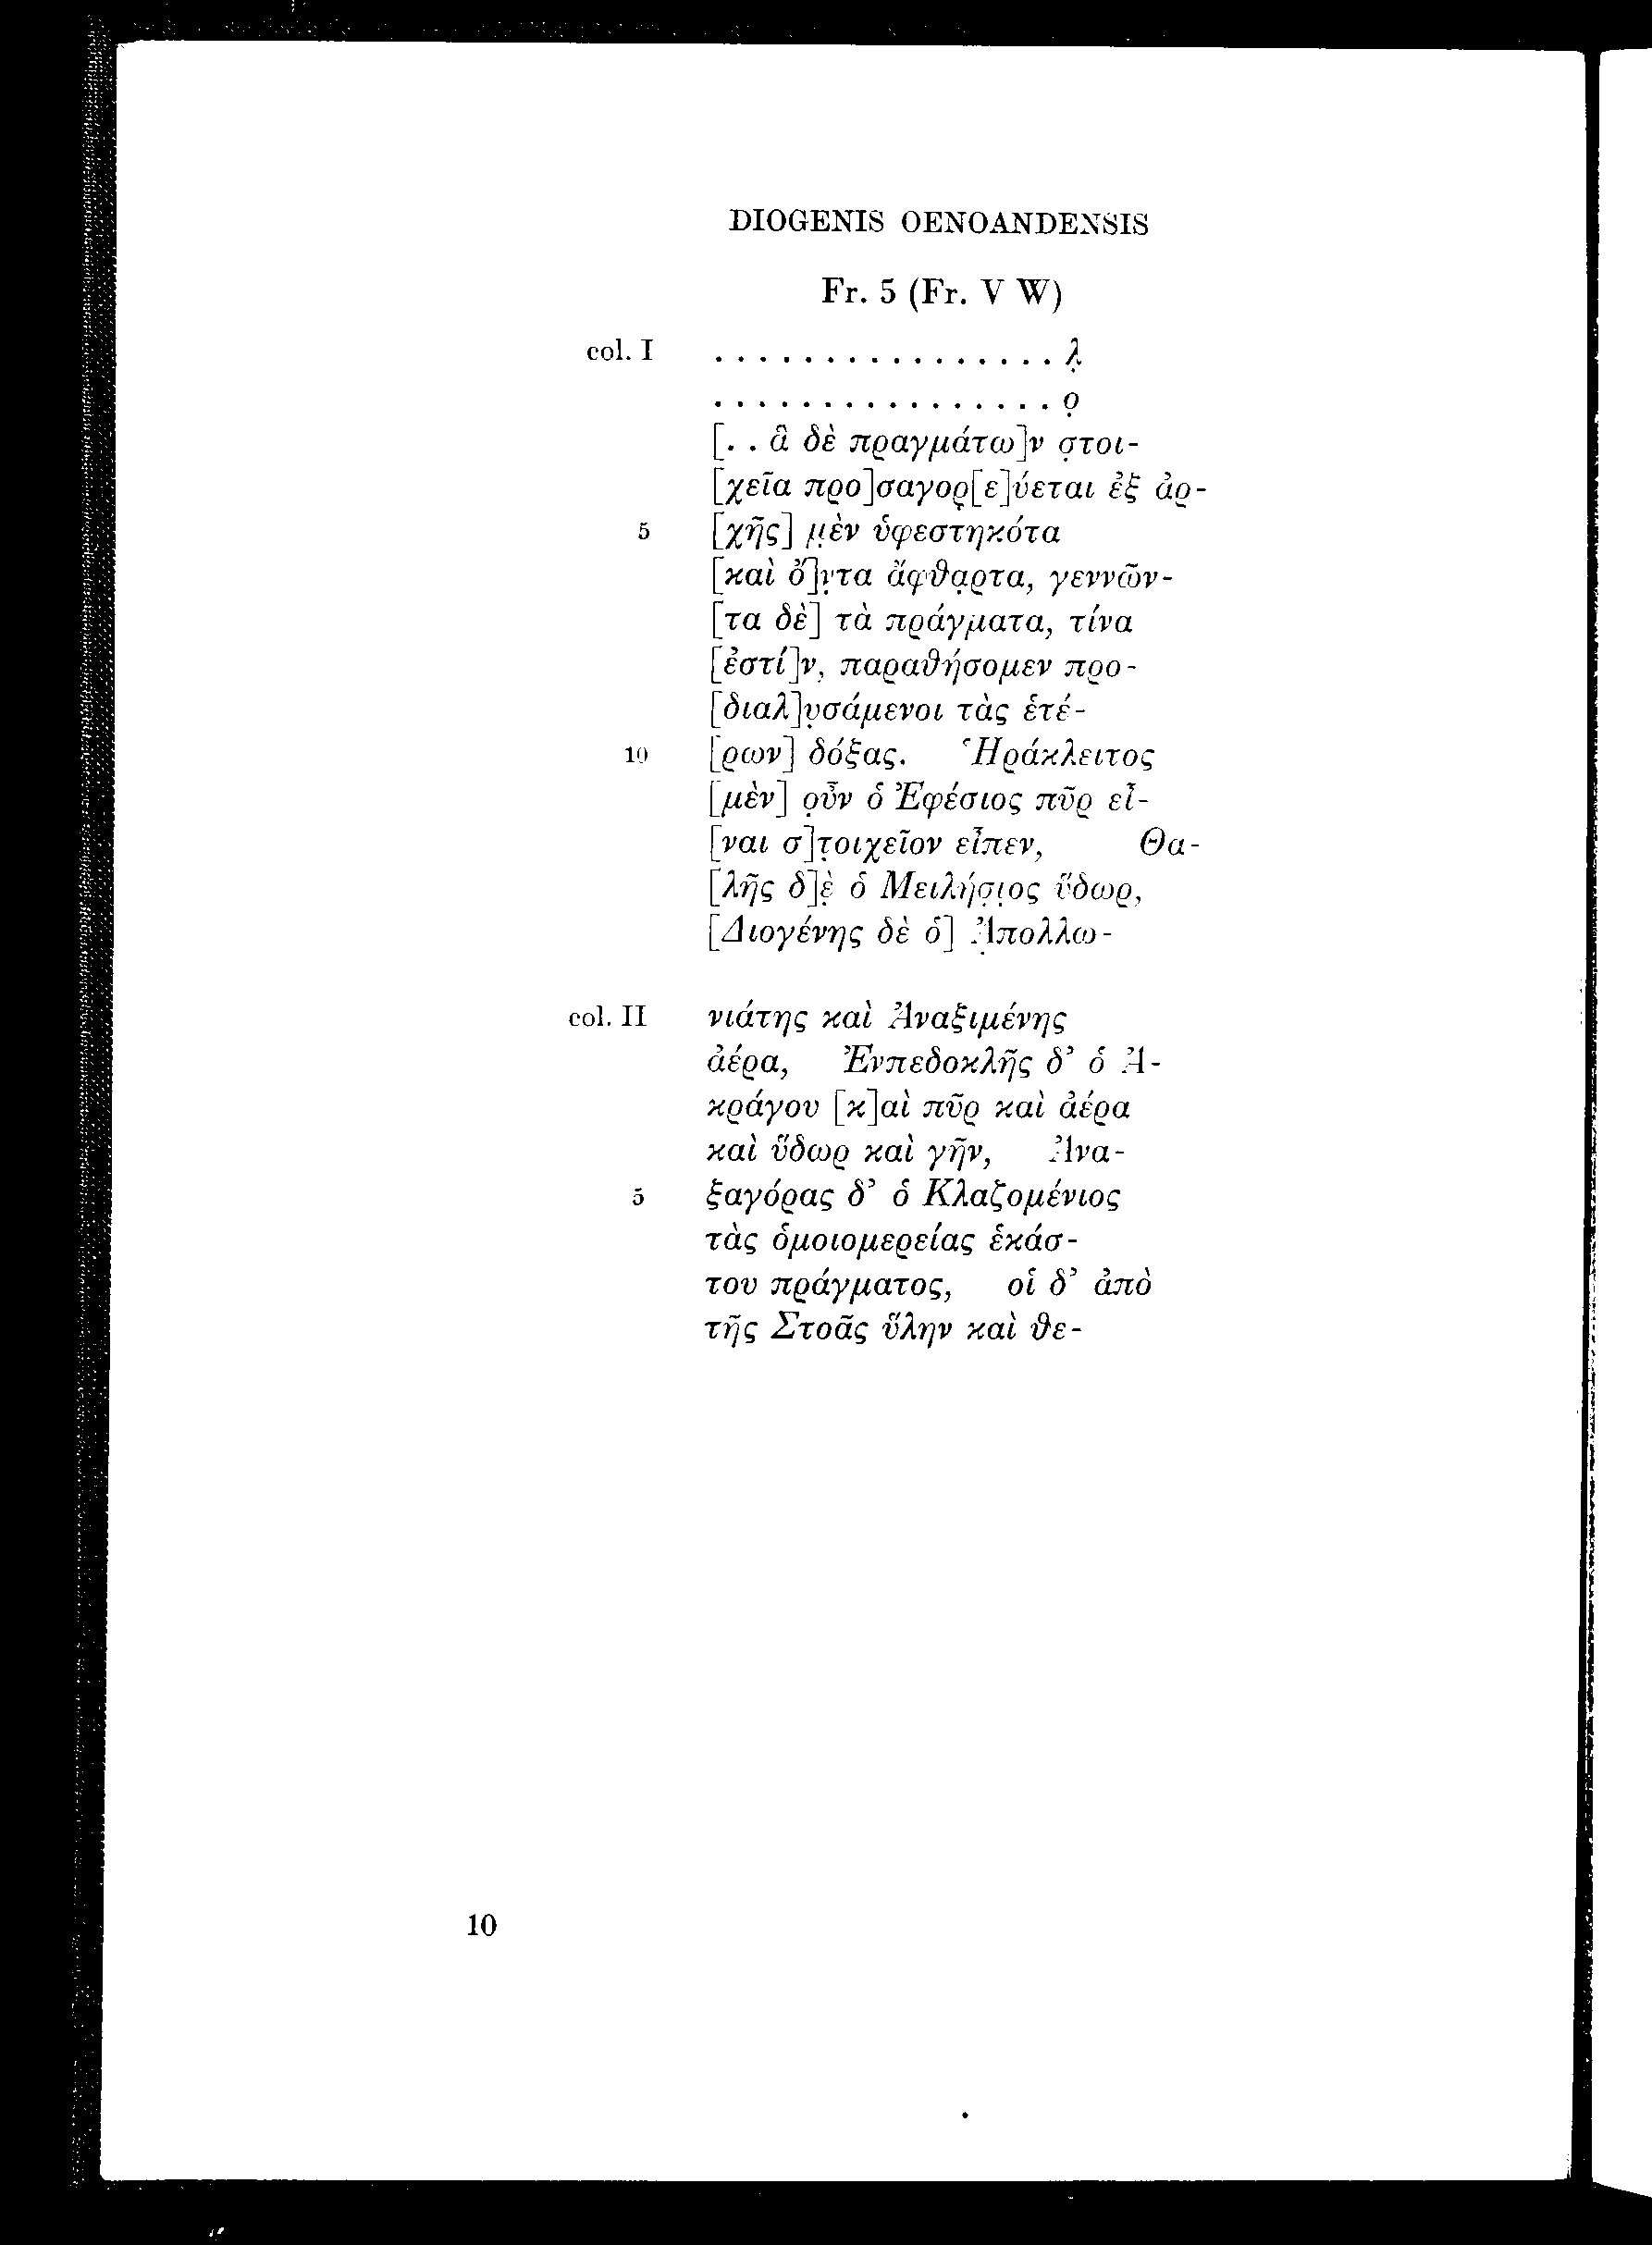 DIOGENIS OENOANDENSIS
Fr. 5 (Fr. V W)
col. I . . . . . . . . . . . . . . . . λ̣
. . . . . . . . . . . . . . . . ο̣
[. . ἃ δὲ πραγμάτω]ν σ̣τοι-
[χεῖα προ]σαγορ̣[ε]ύεται ἐξ ἀρ-
5 [χῆς] μ̣ὲν ὑφεστηκότα
[καὶ ὄ]ν̣τα ἄφθα̣ρτα, γεννῶν-
[τα δὲ] τὰ πράγματα, τίνα
[ἐστί]ν, παραθήσομεν προ-
[διαλ]υ̣σάμενοι τὰς ἑτέ-
10 [ρων] δόξας. Ἡράκλειτος
[μὲν] ο̣ὖν ὁ Ἐφέσιος πῦρ εἶ-
[ναι σ]τ̣οιχεῖον εἶπεν, Θα-
[λῆς δ]ὲ̣ ὁ Μειλήσ̣ι̣ος ὕδωρ,
[Διογένης δὲ ὁ] Ἀ̣πολλω-
col. II νιάτης καὶ Ἀναξιμένης
ἀέρα, Ἐνπεδοκλῆς δ’ ὁ Ἀ-
κράγου [κ]αὶ πῦρ καὶ ἀέρα
καὶ ὕδωρ καὶ γῆν, Ἀνα-
5 ξαγόρας δ’ ὁ Κλαζομένιος
τὰς ὁμοιομερείας ἑκάσ-
του πράγματος, οἱ δ’ ἀπὸ
τῆς Στοᾶς ὕλην καὶ θε-
10